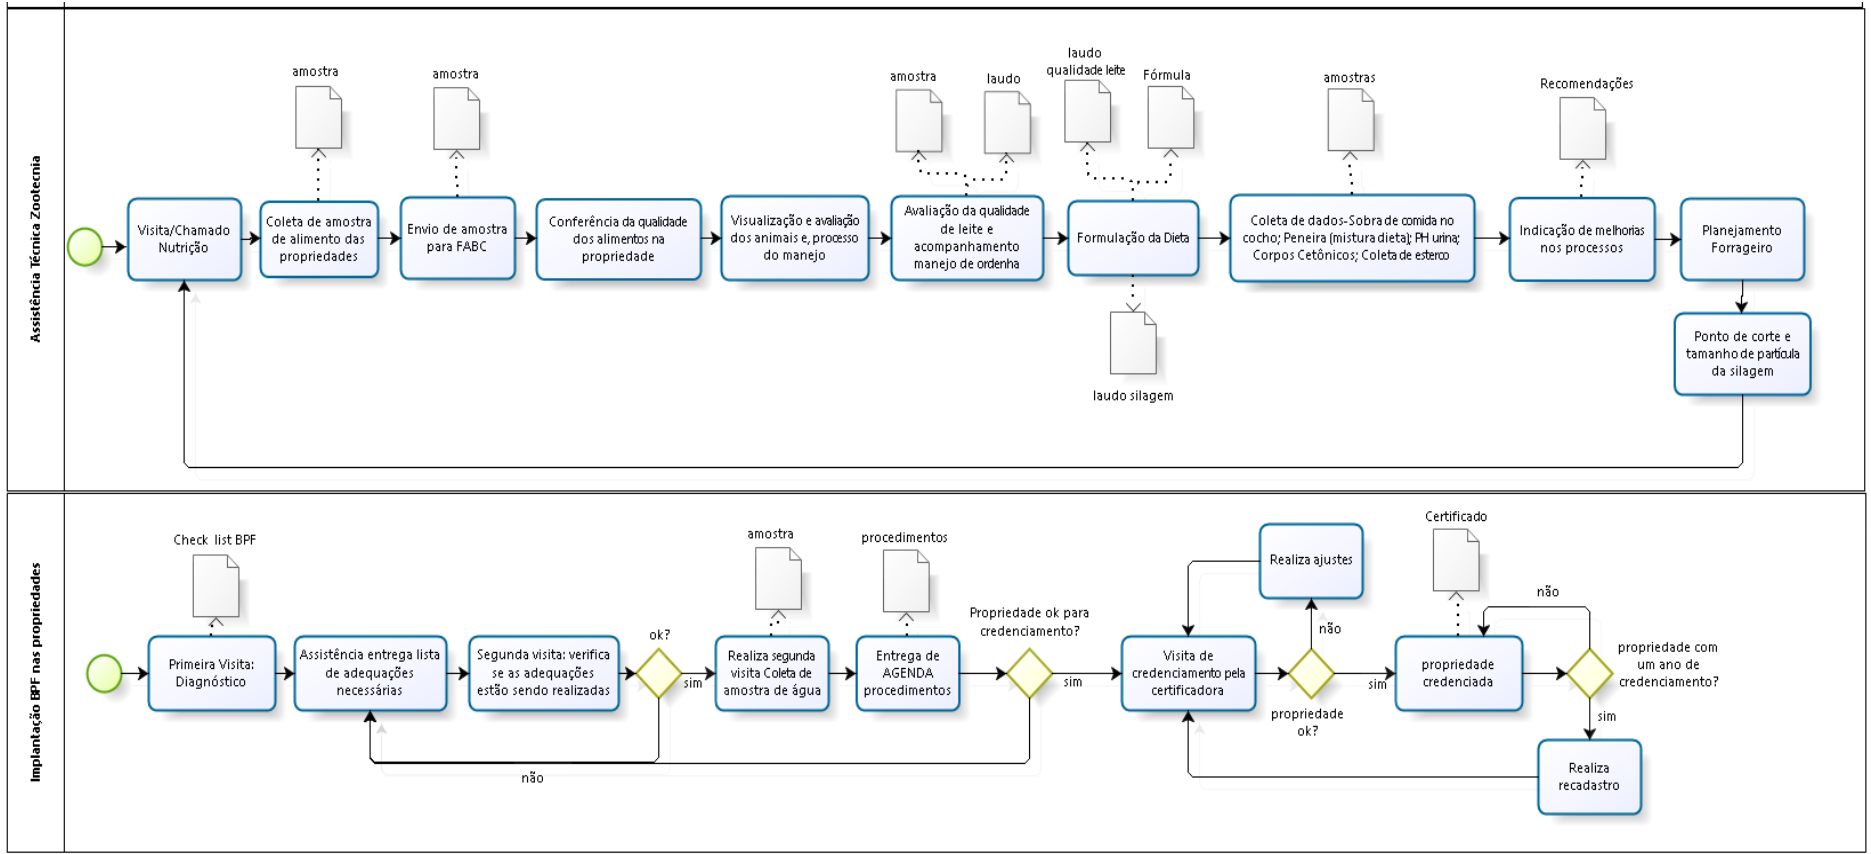 Assistência Técnica Zootecnia
amostra
amostra
amostra
laudo
laudo
qualidade leite
Fórmula
amostras
Recomendações
Visita/Chamado
Nutrição
Coleta de amostra
de alimento das
propriedades
Envio de amostra
para FABC
Conferência da qualidade
dos alimentos na
propriedade
Visualização e avaliação
dos animais e, processo
do manejo
Avaliação da qualidade
de leite e
acompanhamento
manejo de ordenha
Formulação da Dieta
Coleta de dados-Sobra de comida no
cocho; Peneira (mistura dieta); PH urina;
Corpos Cetônicos; Coleta de esterco
Indicação de melhorias
nos processos
Planejamento
Forrageiro
laudo silagem
Ponto de corte e
tamanho de partícula
da silagem
Implantação BPF nas propriedades
Check list BPF
Primeira Visita:
Diagnóstico
Assistência entrega lista
de adequações
necessárias
Segunda visita: verifica
se as adequações
estão sendo realizadas
ok?
sim
não
amostra
Realiza segunda
visita Coleta de
amostra de água
procedimentos
Entrega de
AGENDA
procedimentos
Propriedade ok para
credenciamento?
sim
Visita de
credenciamento pela
certificadora
Realiza ajustes
não
propriedade
ok?
sim
Certificado
propriedade
credenciada
não
propriedade com
um ano de
credenciamento?
sim
Realiza
recadastro